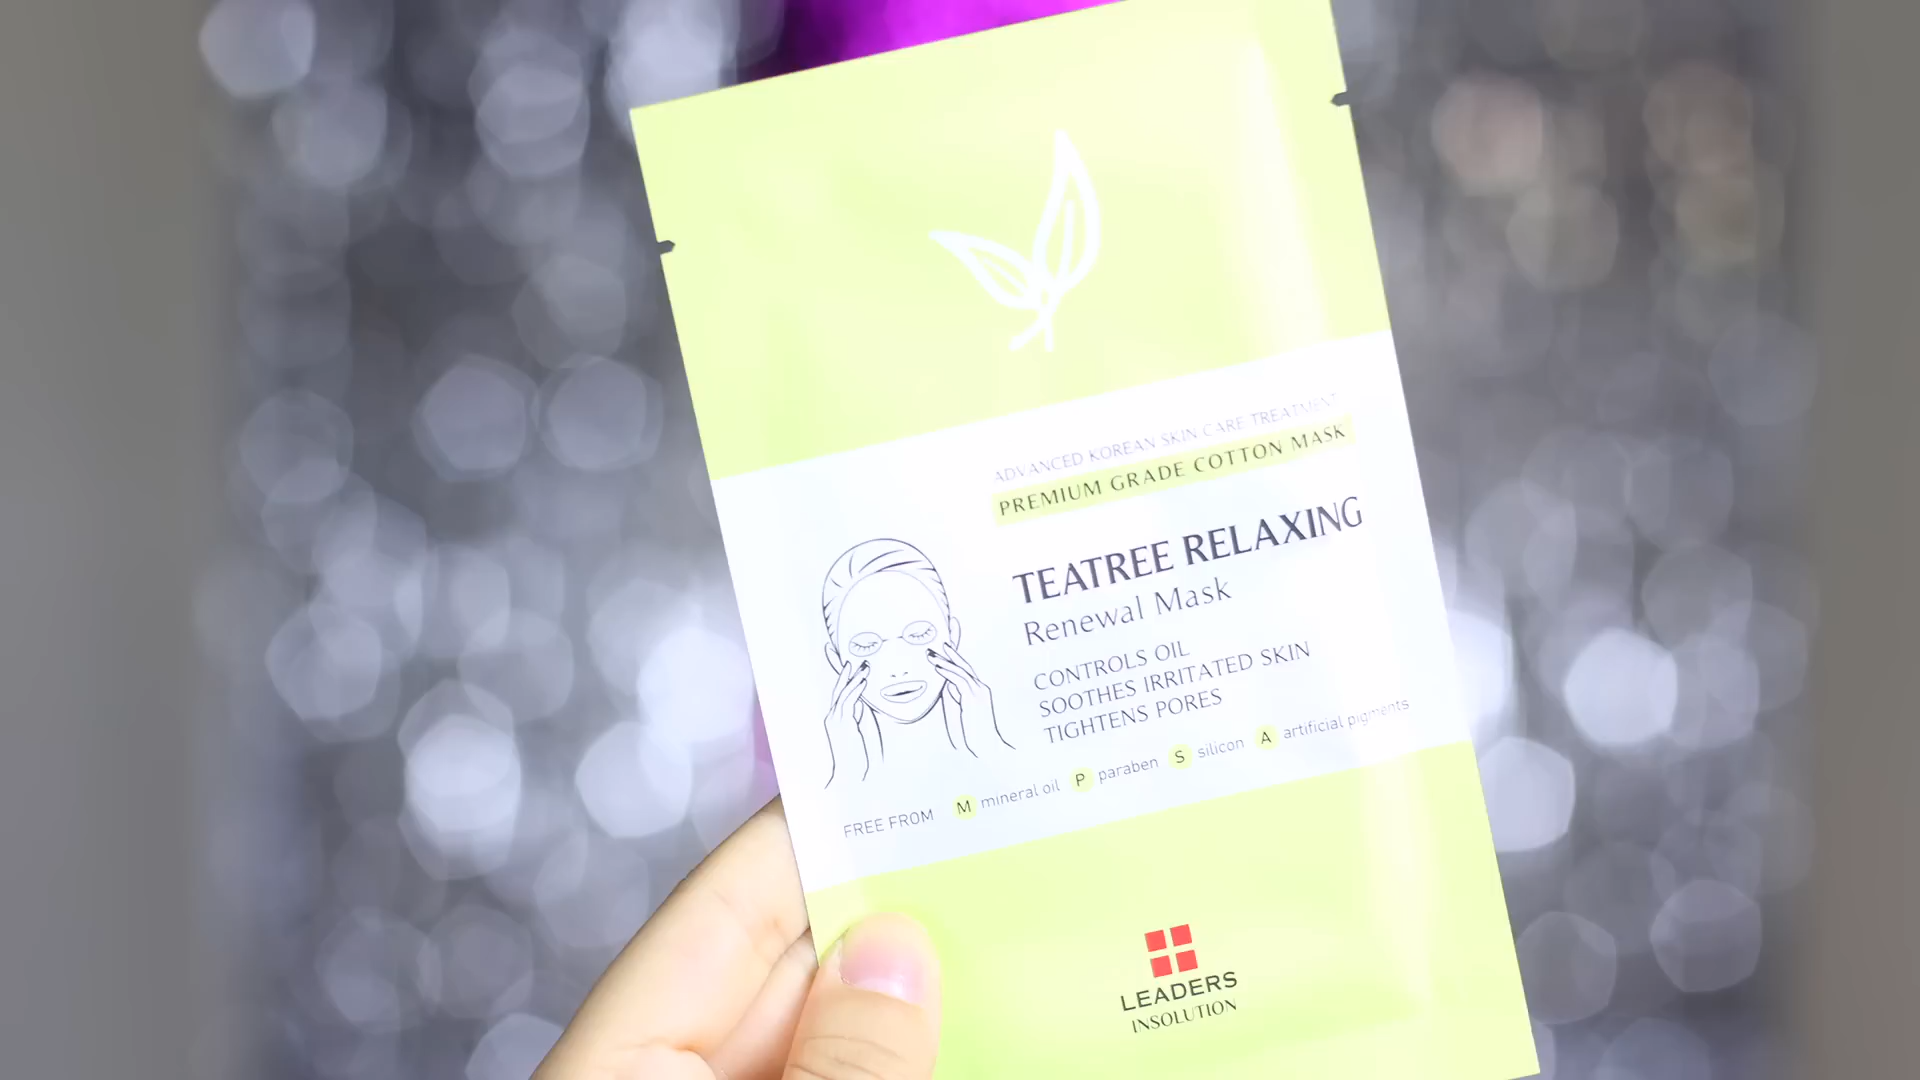 ADVANCED KOREAN SKIN CARE TREATMENT
PREMIUM GRADE COTTON MASK
TEATREE RELAXING
Renewal Mask
CONTROLS OIL
SOOTHES IRRITATED SKIN
TIGHTENS PORES
FREE FROM M mineral oil P paraben S silicon A artificial pigments
LEADERS
INSOLUTION